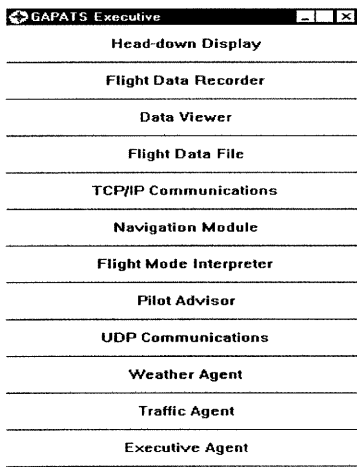 GAPATS Executive
Head-down Display
Flight Data Recorder
Data Viewer
Flight Data File
TCP/IP Communications
Navigation Module
Flight Mode Interpreter
Pilot Advisor
UDP Communications
Weather Agent
Traffic Agent
Executive Agent